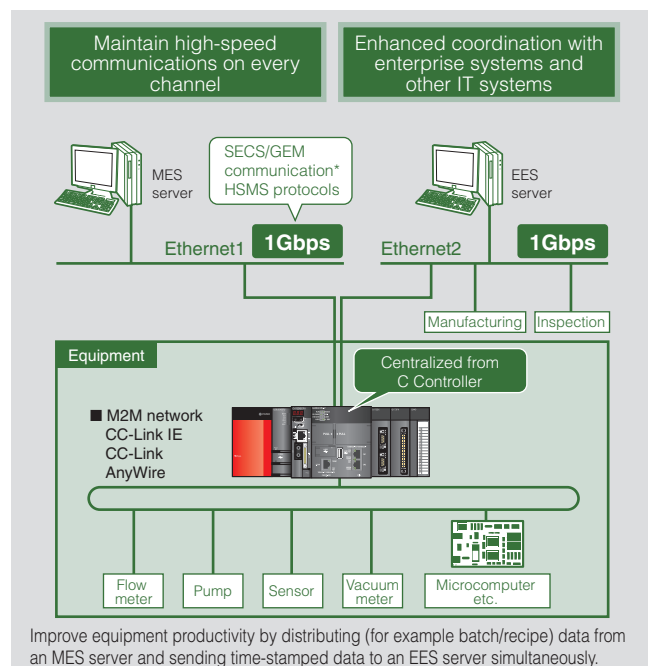 Maintain high-speed
communications on every
channel
Enhanced coordination with
enterprise systems and
other IT systems
MES
server
SECS/GEM
communication*
HSMS protocols
EES
server
Ethernet1
1Gbps
Ethernet2
1Gbps
Manufacturing
Inspection
Equipment
Centralized from
C Controller
■ M2M network
CC-Link IE
CC-Link
AnyWire
Flow
meter
Pump
Sensor
Vacuum
meter
Microcomputer
etc.
Improve equipment productivity by distributing (for example batch/recipe) data from
an MES server and sending time-stamped data to an EES server simultaneously.